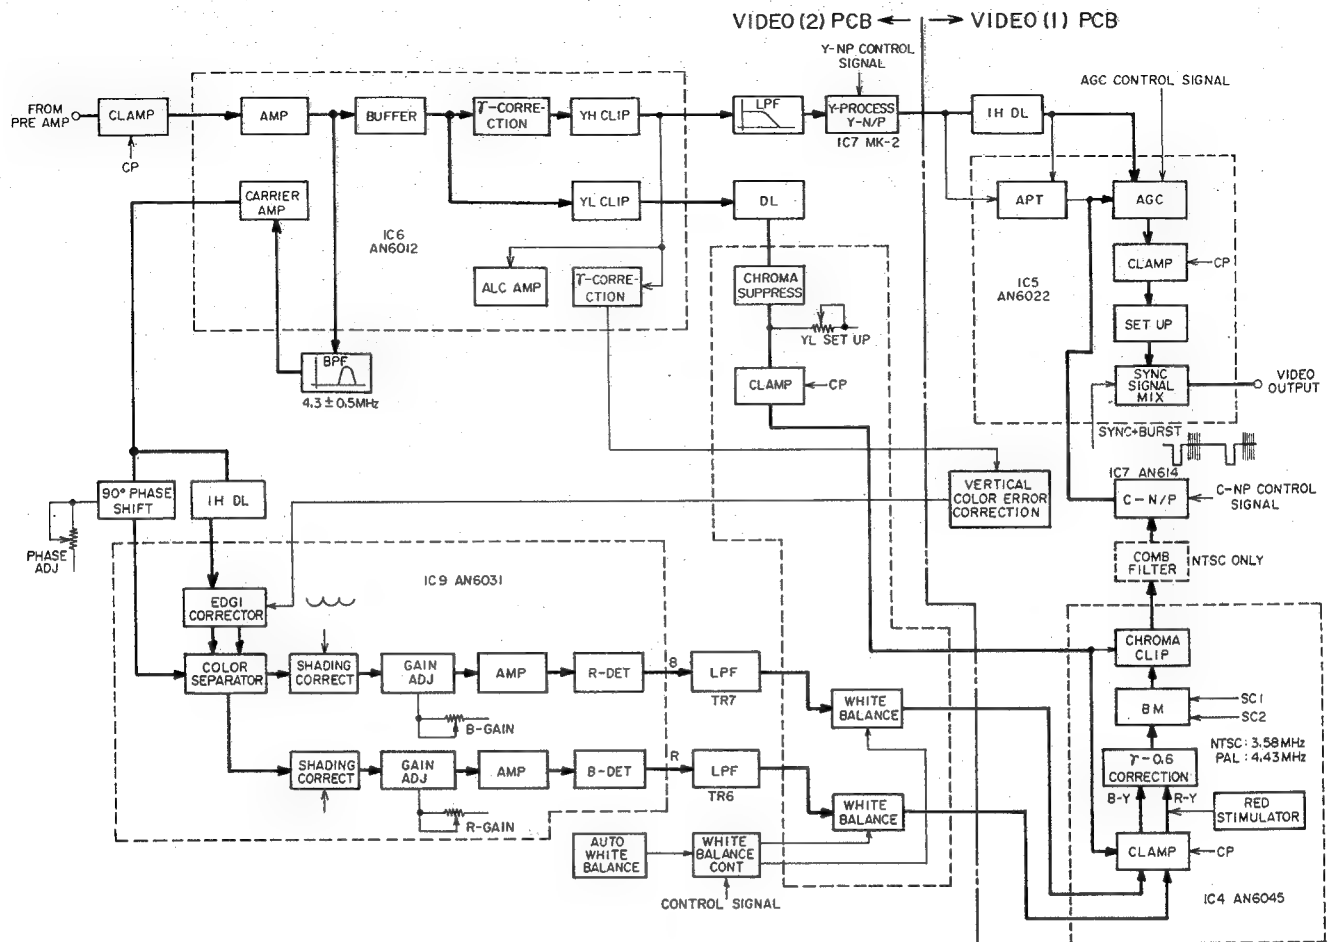 VIDEO (2) PCB
VIDEO (1) PCB
Y-NP CONTROL
SIGNAL
AGC CONTROL SIGNAL
FROM
PRE AMP
CLAMP
CP
AMP
BUFFER
γ-CORRE-
CTION
YH CLIP
LPF
Y-PROCESS
Y-N/P
IC7 MK-2
1H DL
CARRIER
AMP
YL CLIP
DL
APT
AGC
IC6
AN6012
ALC AMP
γ-CORRE-
CTION
CHROMA
SUPPRESS
YL SET UP
IC5
AN6022
CLAMP
CP
SET UP
BPF
4.3 ± 0.5MHz
CLAMP
CP
SYNC
SIGNAL
MIX
VIDEO
OUTPUT
SYNC+BURST
IC7 AN614
90° PHASE
SHIFT
1H DL
VERTICAL
COLOR ERROR
CORRECTION
C-N/P
C-NP CONTROL
SIGNAL
PHASE
ADJ
COMB
FILTER
NTSC ONLY
IC9 AN6031
EDGI
CORRECTOR
COLOR
SEPARATOR
SHADING
CORRECT
GAIN
ADJ
AMP
R-DET
B
LPF
TR7
B-GAIN
WHITE
BALANCE
CHROMA
CLIP
BM
SC1
SC2
NTSC: 3.58MHz
PAL : 4.43MHz
SHADING
CORRECT
GAIN
ADJ
AMP
B-DET
R
LPF
TR6
R-GAIN
WHITE
BALANCE
γ-0.6
CORRECTION
B-Y
R-Y
RED
STIMULATOR
AUTO
WHITE
BALANCE
WHITE
BALANCE
CONT
CONTROL SIGNAL
CLAMP
CP
IC4 AN6045